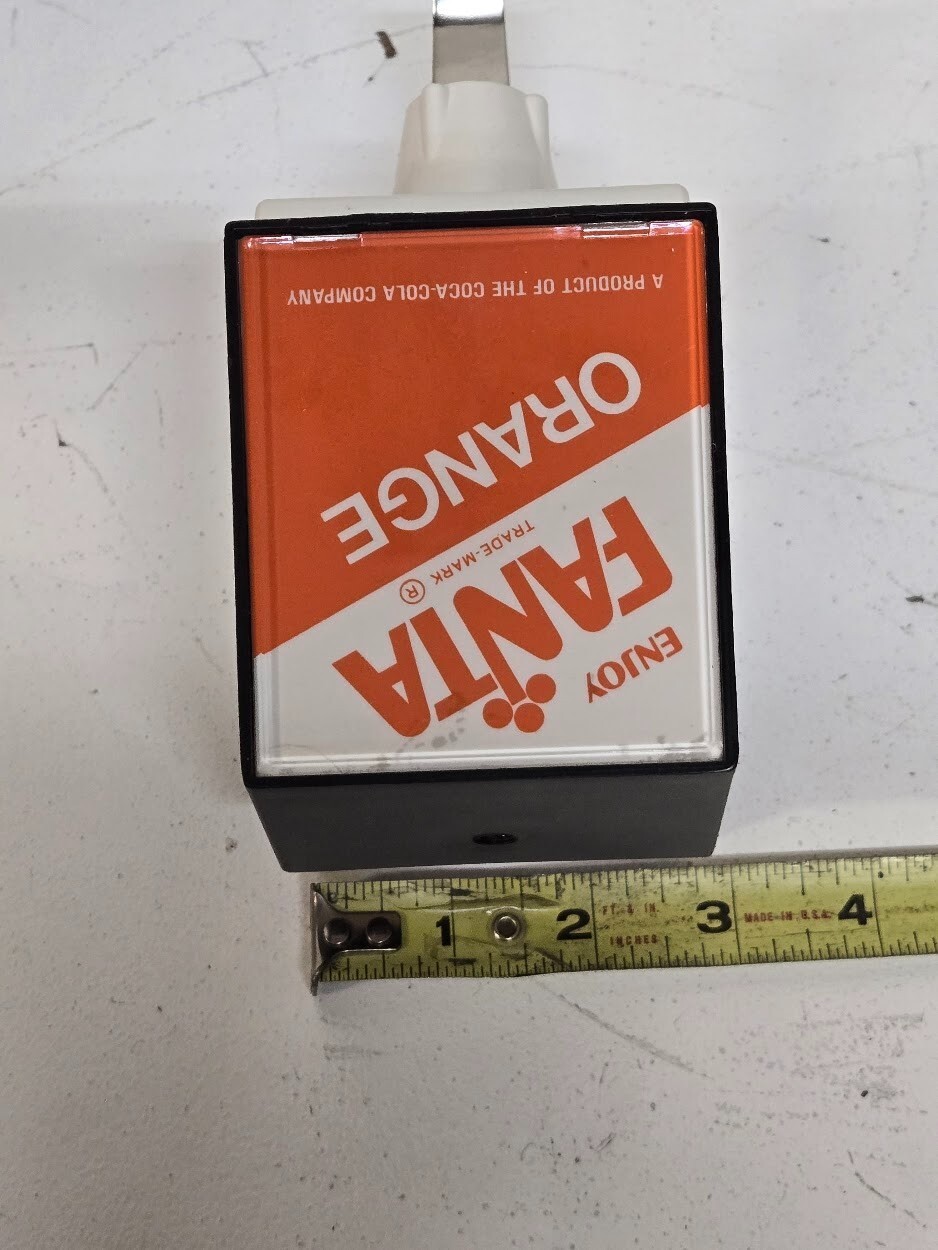 ENJOY
FANTA
TRADE-MARK ®
ORANGE
A PRODUCT OF THE COCA-COLA COMPANY
1 2 FT. & IN. 3 MADE IN U.S.A. 4
INCHES